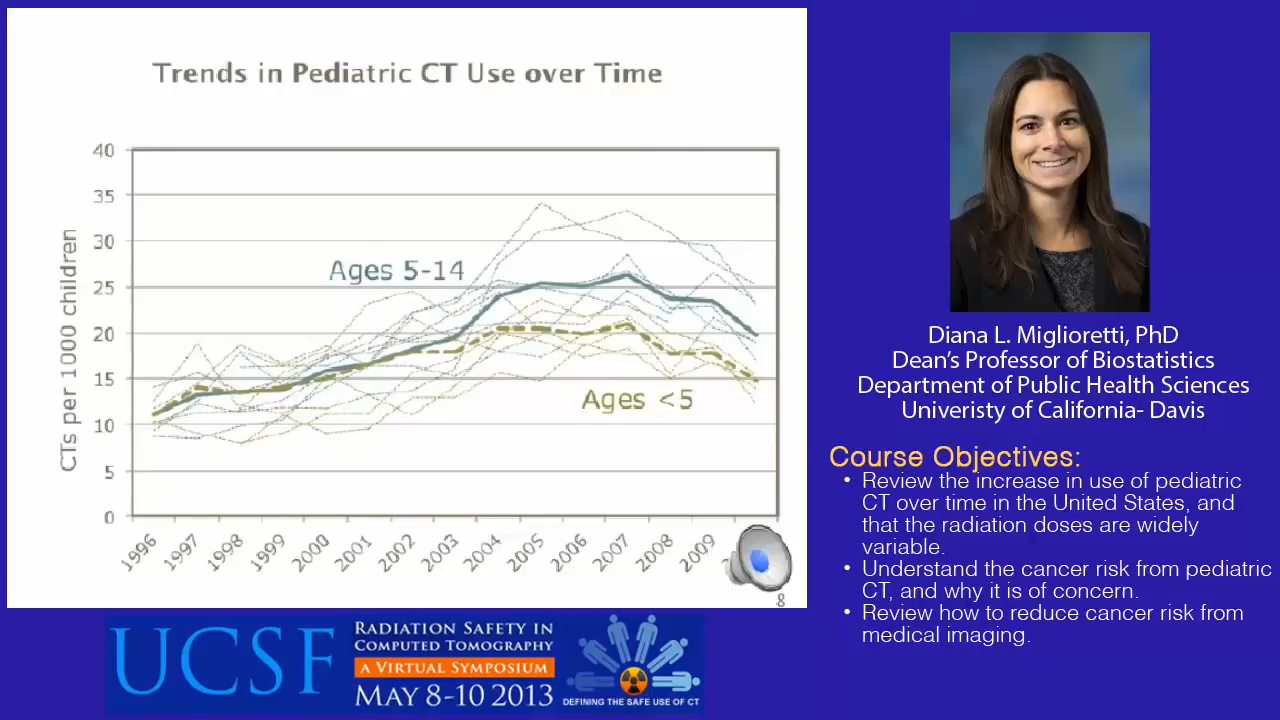 Trends in Pediatric CT Use over Time
CTs per 1000 children
40
35
30
25
20
15
10
5
0
Ages 5-14
Ages <5
1996
1997
1998
1999
2000
2001
2002
2003
2004
2005
2006
2007
2008
2009
8
Diana L. Miglioretti, PhD
Dean's Professor of Biostatistics
Department of Public Health Sciences
Univeristy of California- Davis
Course Objectives:
• Review the increase in use of pediatric
CT over time in the United States, and
that the radiation doses are widely
variable.
• Understand the cancer risk from pediatric
CT, and why it is of concern.
• Review how to reduce cancer risk from
medical imaging.
UCSF
RADIATION SAFETY IN
COMPUTED TOMOGRAPHY
A VIRTUAL SYMPOSIUM
MAY 8-10 2013
DEFINING THE SAFE USE OF CT